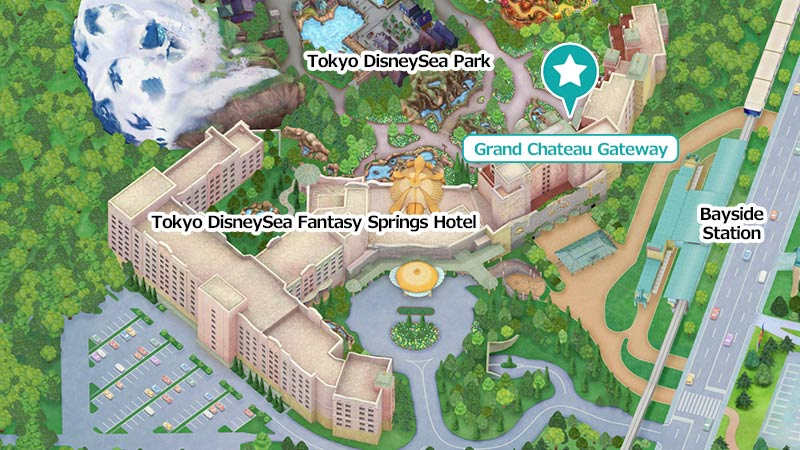 Tokyo DisneySea Park
Grand Chateau Gateway
Tokyo DisneySea Fantasy Springs Hotel
Bayside
Station